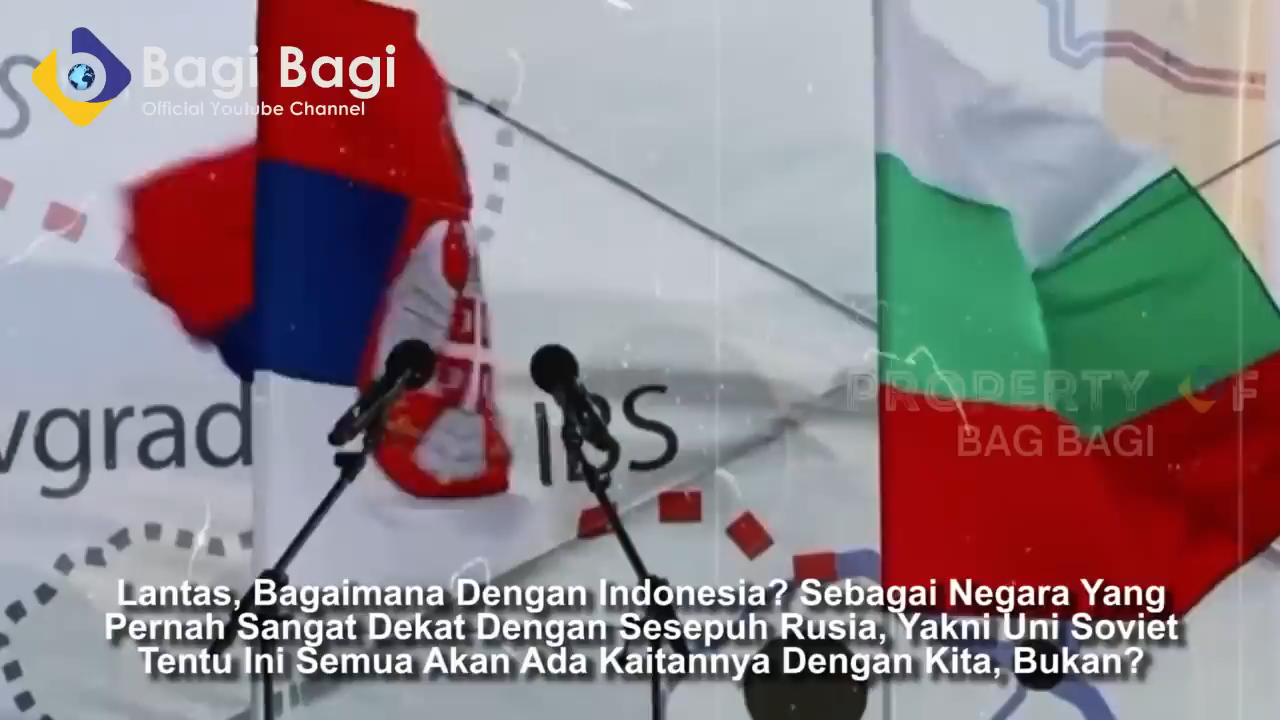 Bagi Bagi
Official Youtube Channel
vgrad
iBS
PROPERTY OF
BAG BAGI
Lantas, Bagaimana Dengan Indonesia? Sebagai Negara Yang
Pernah Sangat Dekat Dengan Sesepuh Rusia, Yakni Uni Soviet
Tentu Ini Semua Akan Ada Kaitannya Dengan Kita, Bukan?